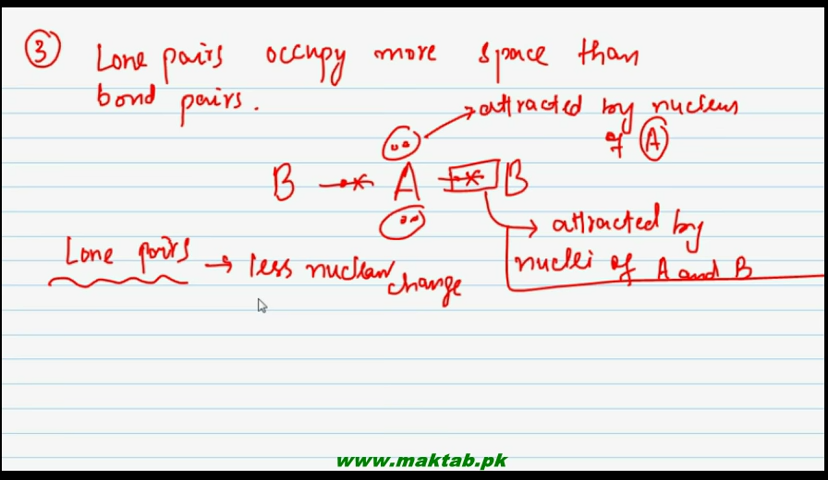 3 Lone pairs occupy more space than
bond pairs.
attracted by nucleus
of A
B A B
attracted by
nuclei of A and B
Lone pairs → less nuclear
change
www.maktab.pk